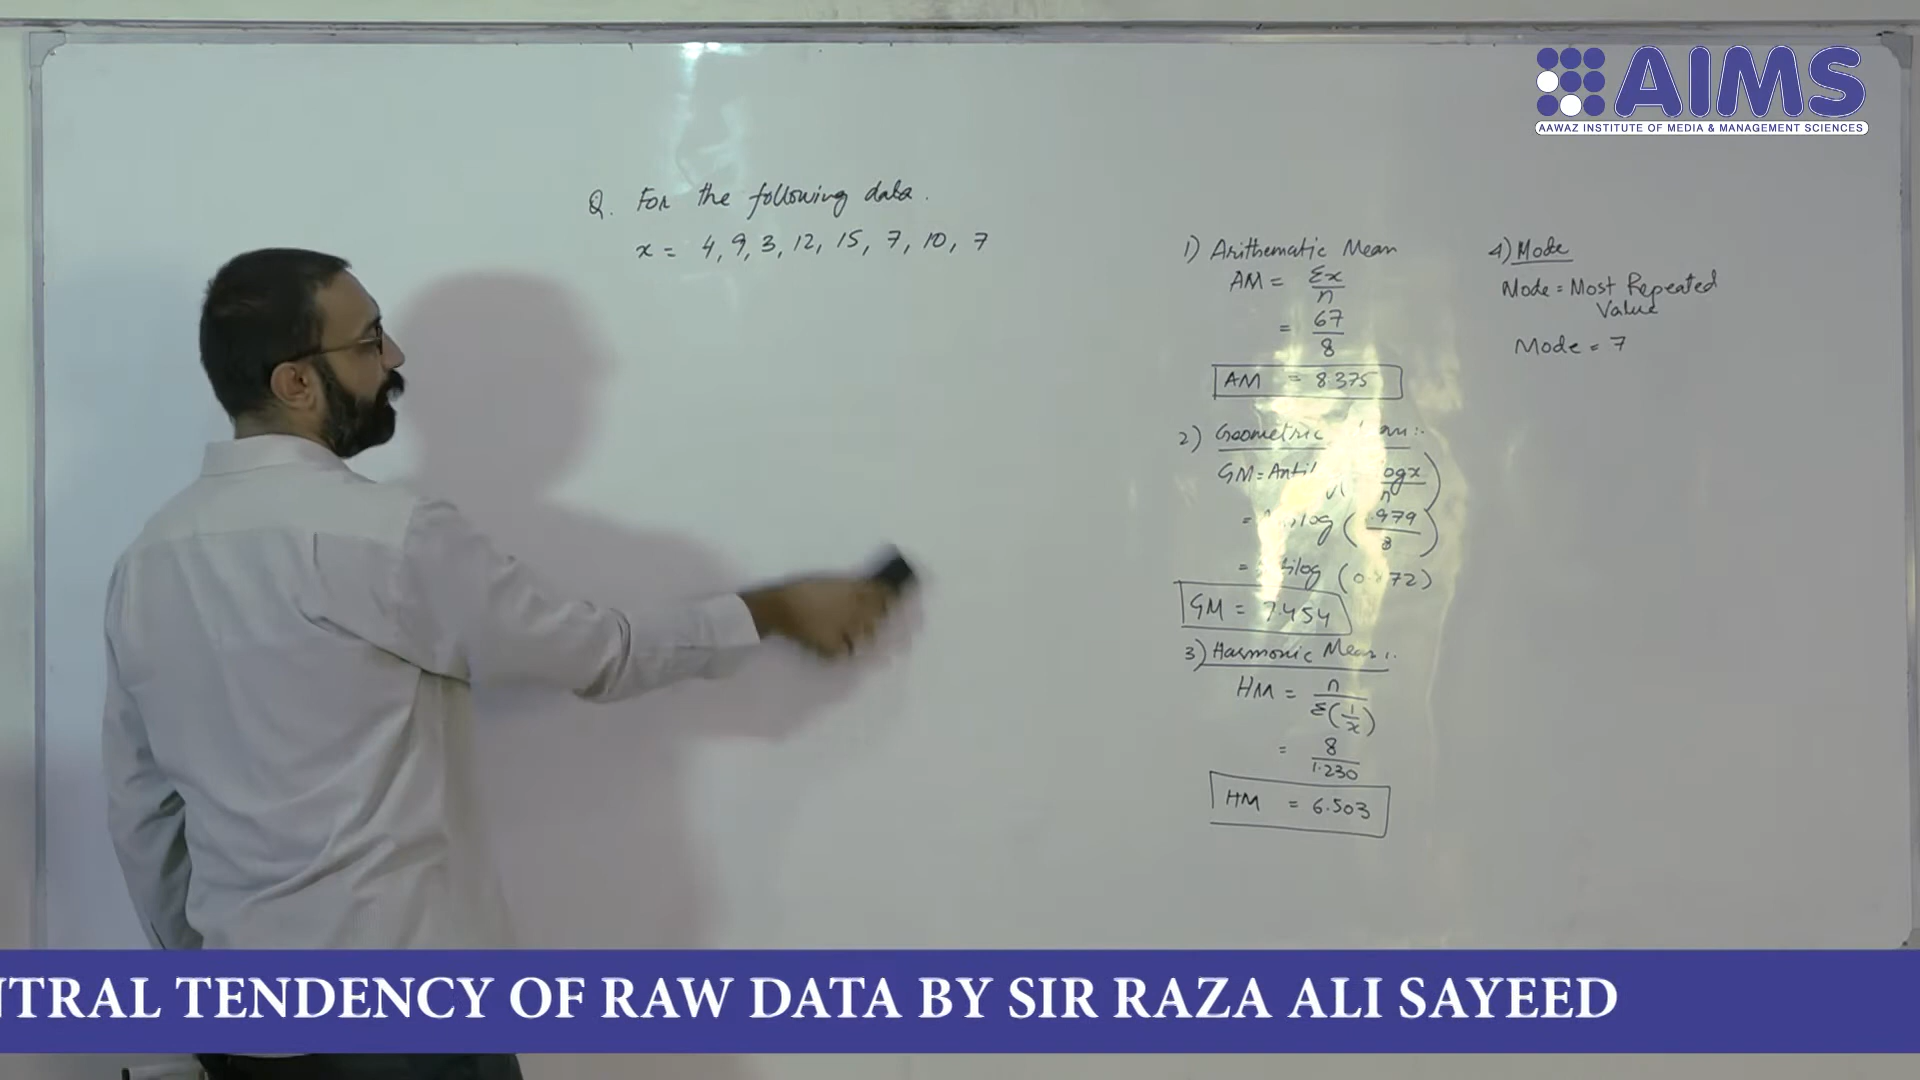 AIMS
AAWAZ INSTITUTE OF MEDIA & MANAGEMENT SCIENCES
Q. For the following data.
x = 4, 9, 3, 12, 15, 7, 10, 7
1) Arithematic Mean
AM = Σx / n
= 67 / 8
AM = 8.375
2) Geometric
GM =
= ( / 8 )
=
GM = 7.454
3) Harmonic Mean :.
HM = n / Σ(1/x)
= 8 / 1.230
HM = 6.503
4) Mode
Mode = Most Repeated
Value
Mode = 7
TENDENCY OF RAW DATA BY SIR RAZA ALI SAYEED